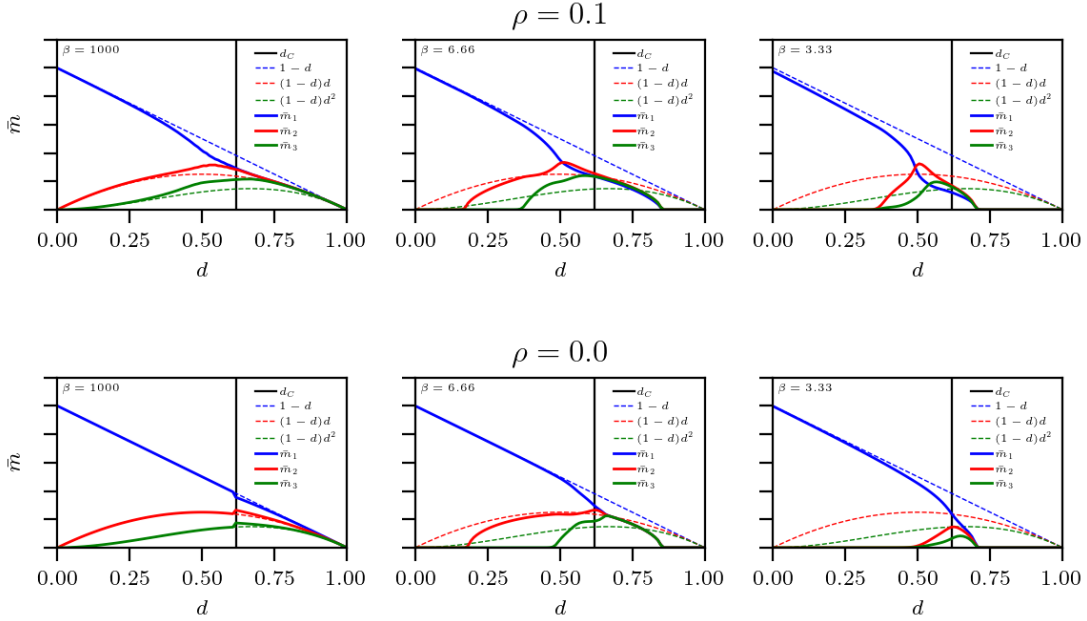 ρ = 0.1
β = 1000
d_C
1 − d
(1 − d)d
(1 − d)d²
m̄₁
m̄₂
m̄₃
m̄
0.00 0.25 0.50 0.75 1.00
d
β = 6.66
d_C
1 − d
(1 − d)d
(1 − d)d²
m̄₁
m̄₂
m̄₃
0.00 0.25 0.50 0.75 1.00
d
β = 3.33
d_C
1 − d
(1 − d)d
(1 − d)d²
m̄₁
m̄₂
m̄₃
0.00 0.25 0.50 0.75 1.00
d
ρ = 0.0
β = 1000
d_C
1 − d
(1 − d)d
(1 − d)d²
m̄₁
m̄₂
m̄₃
m̄
0.00 0.25 0.50 0.75 1.00
d
β = 6.66
d_C
1 − d
(1 − d)d
(1 − d)d²
m̄₁
m̄₂
m̄₃
0.00 0.25 0.50 0.75 1.00
d
β = 3.33
d_C
1 − d
(1 − d)d
(1 − d)d²
m̄₁
m̄₂
m̄₃
0.00 0.25 0.50 0.75 1.00
d